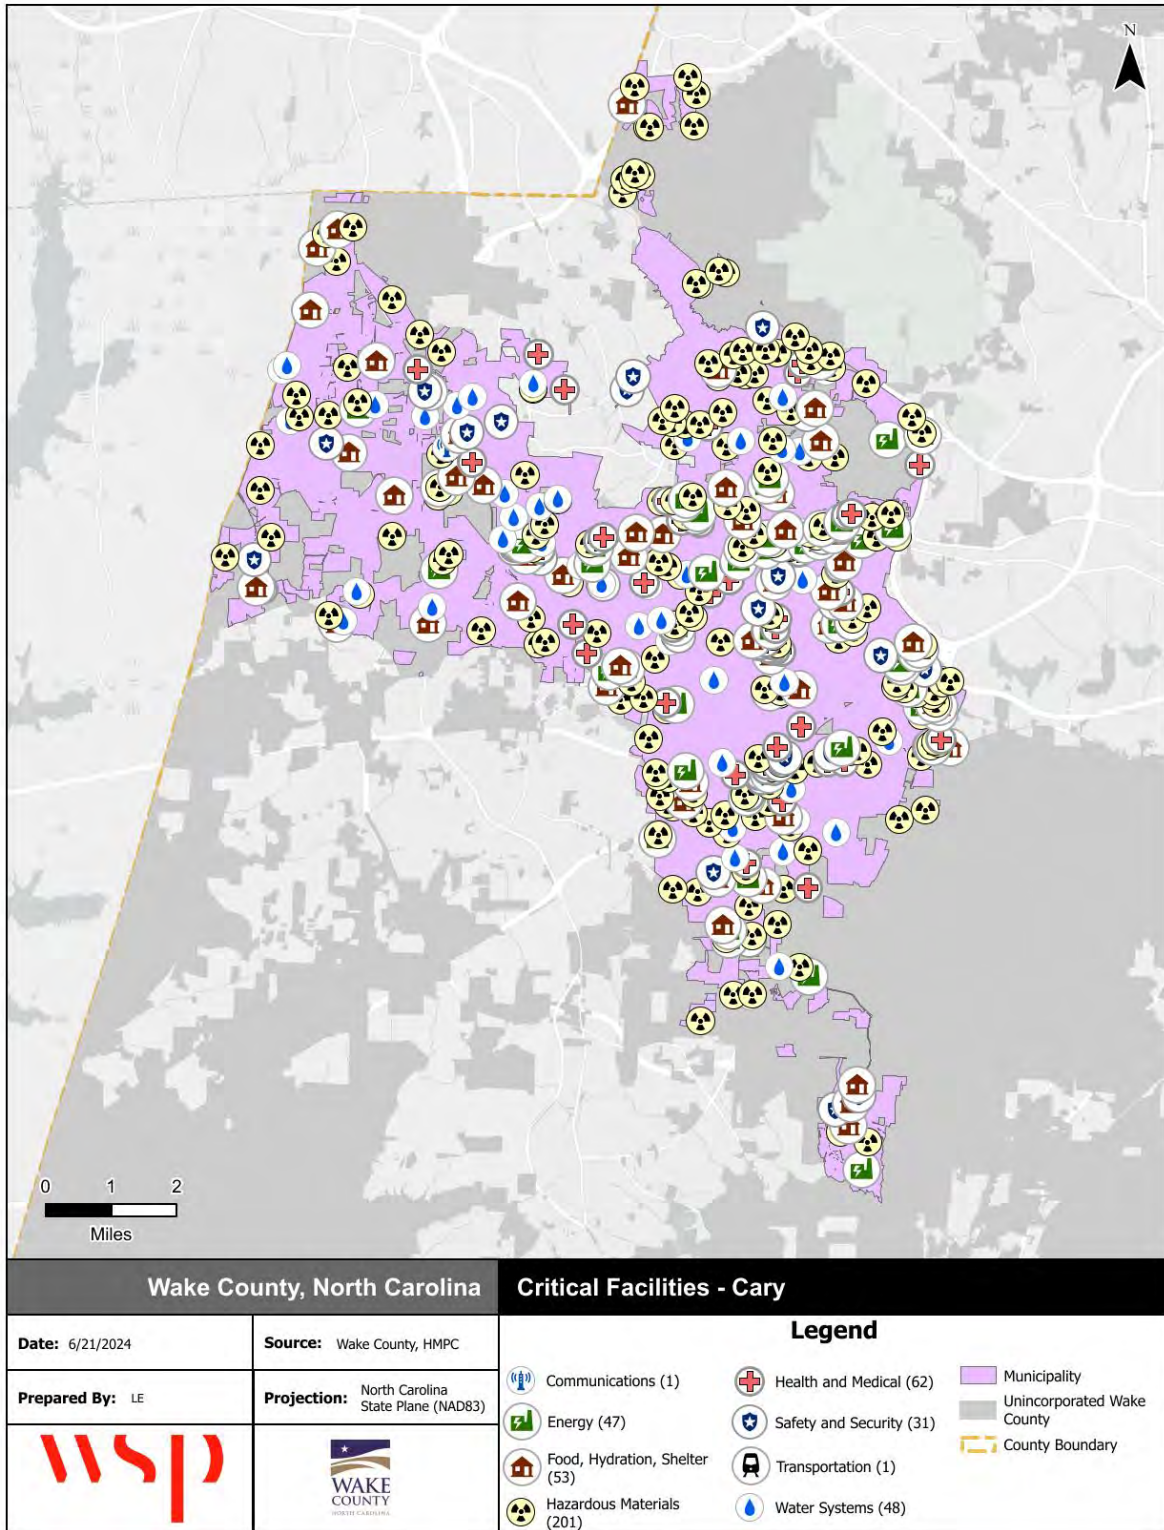 N
0 1 2
Miles
Wake County, North Carolina
Critical Facilities - Cary
Date: 6/21/2024
Source: Wake County, HMPC
Prepared By: LE
Projection: North Carolina
State Plane (NAD83)
wsp
WAKE
COUNTY
NORTH CAROLINA
Legend
Communications (1)
Energy (47)
Food, Hydration, Shelter
(53)
Hazardous Materials
(201)
Health and Medical (62)
Safety and Security (31)
Transportation (1)
Water Systems (48)
Municipality
Unincorporated Wake
County
County Boundary